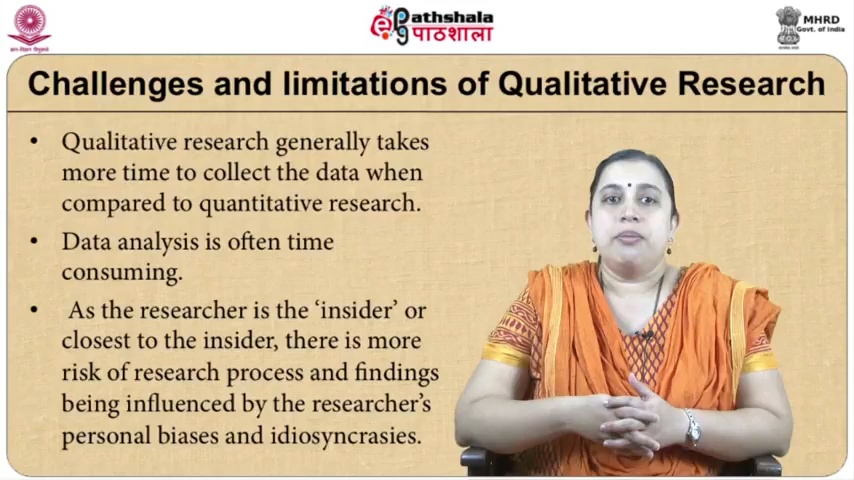 ePathshala
पाठशाला
MHRD
Govt. of India
Challenges and limitations of Qualitative Research
• Qualitative research generally takes
more time to collect the data when
compared to quantitative research.
• Data analysis is often time
consuming.
• As the researcher is the ‘insider’ or
closest to the insider, there is more
risk of research process and findings
being influenced by the researcher’s
personal biases and idiosyncrasies.